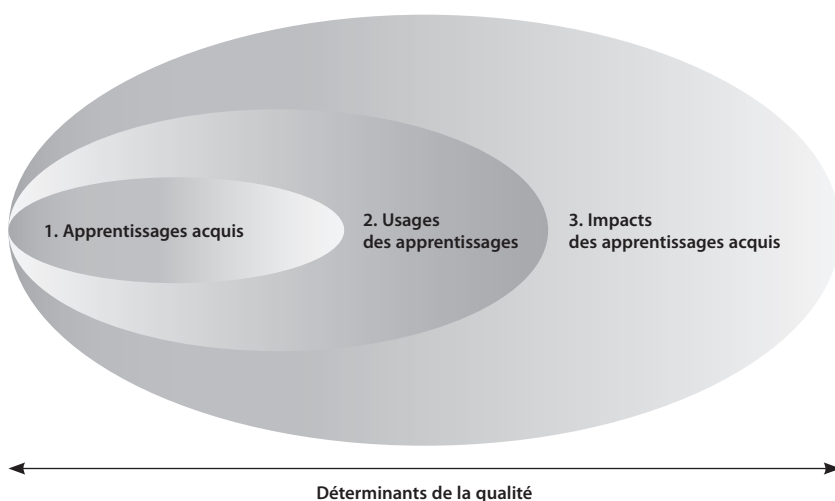 1. Apprentissages acquis
2. Usages
des apprentissages
3. Impacts
des apprentissages acquis
Déterminants de la qualité